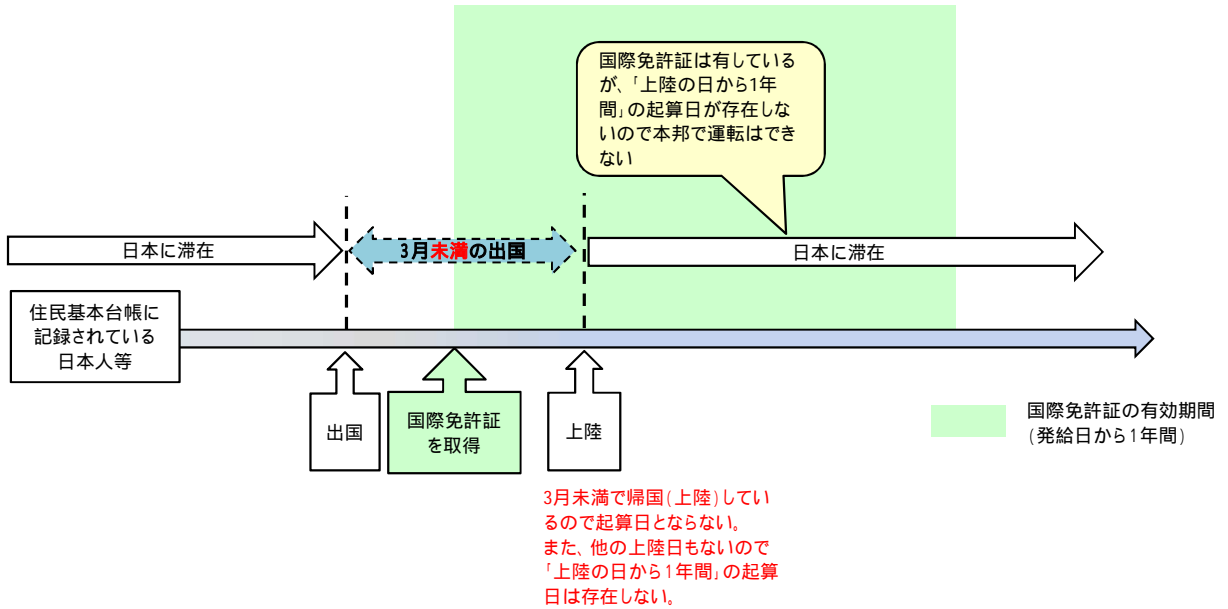 国際免許証は有している
が、「上陸の日から1年
間」の起算日が存在しな
いので本邦で運転はでき
ない
日本に滞在
3月未満の出国
日本に滞在
住民基本台帳に
記録されている
日本人等
出国
国際免許証
を取得
上陸
国際免許証の有効期間
(発給日から1年間)
3月未満で帰国(上陸)してい
るので起算日とならない。
また、他の上陸日もないので
「上陸の日から1年間」の起算
日は存在しない。